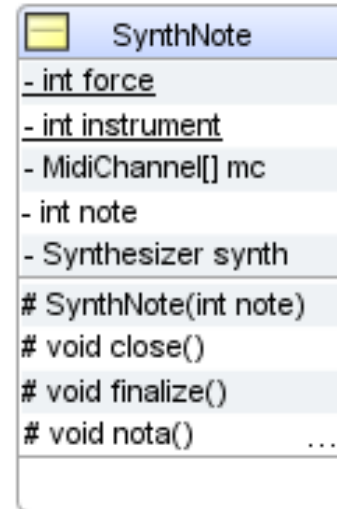 SynthNote
- int force
- int instrument
- MidiChannel[] mc
- int note
- Synthesizer synth
# SynthNote(int note)
# void close()
# void finalize()
# void nota()
...